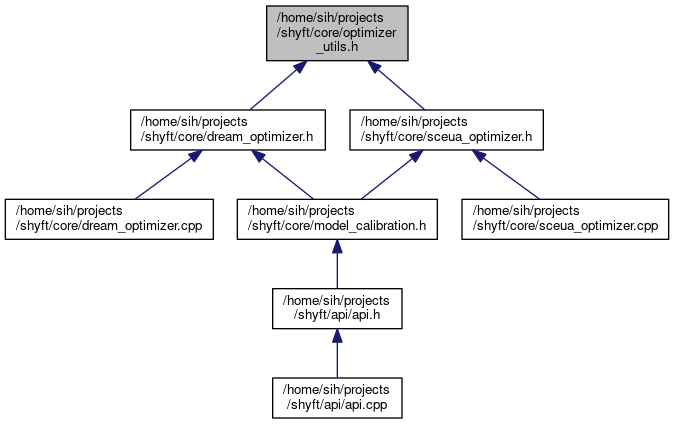 /home/sih/projects
/shyft/core/optimizer
_utils.h
/home/sih/projects
/shyft/core/dream_optimizer.h
/home/sih/projects
/shyft/core/sceua_optimizer.h
/home/sih/projects
/shyft/core/dream_optimizer.cpp
/home/sih/projects
/shyft/core/model_calibration.h
/home/sih/projects
/shyft/core/sceua_optimizer.cpp
/home/sih/projects
/shyft/api/api.h
/home/sih/projects
/shyft/api/api.cpp